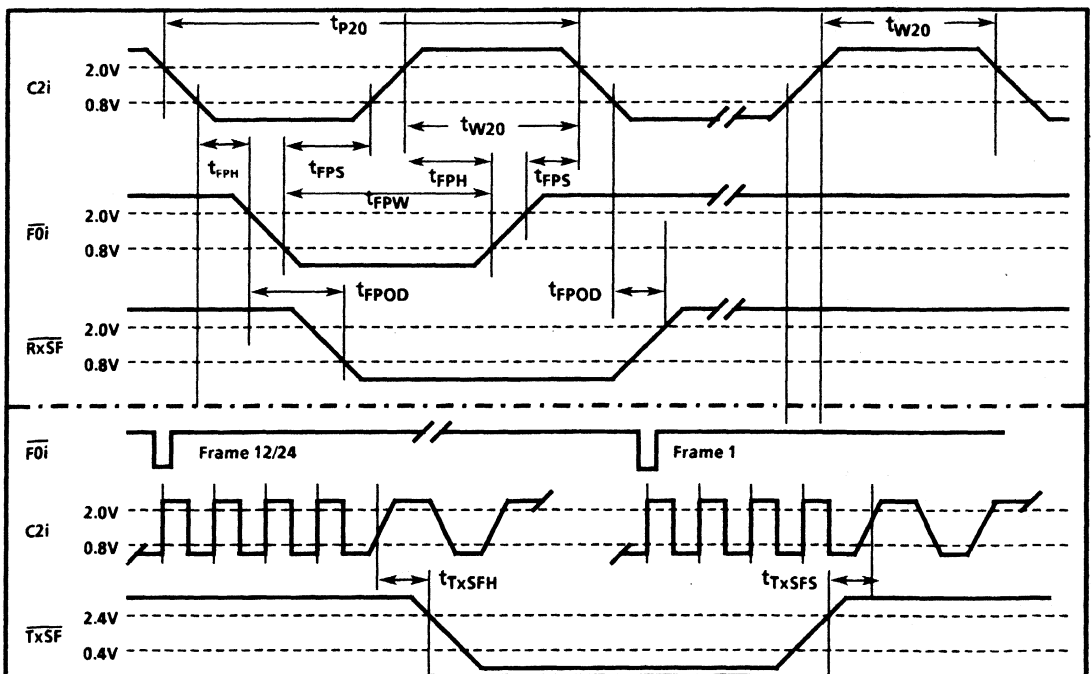 tP20
tW20
C2i
2.0V
0.8V
tW20
tFPH
tFPS
tFPH
tFPS
tFPW
F0i
2.0V
0.8V
tFPOD
tFPOD
RxSF
2.0V
0.8V
F0i
Frame 12/24
Frame 1
C2i
2.0V
0.8V
tTxSFH
tTxSFS
TxSF
2.4V
0.4V